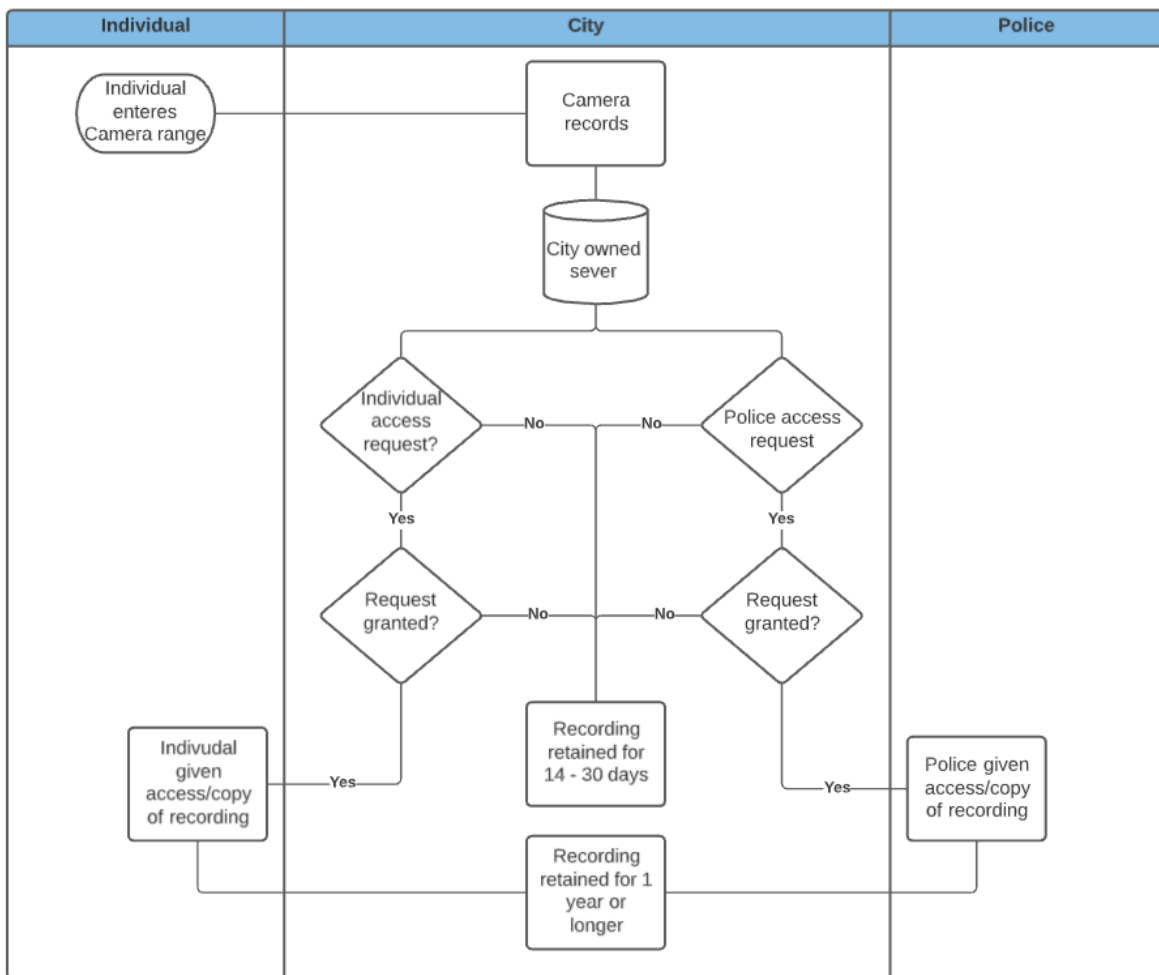 Individual
City
Police
Individual
enteres
Camera range
Camera
records
City owned
sever
Individual
access
request?
No
No
Police access
request
Yes
Yes
Request
granted?
No
No
Request
granted?
Indivudal
given
access/copy
of recording
Yes
Recording
retained for
14 - 30 days
Yes
Police given
access/copy
of recording
Recording
retained for 1
year or
longer